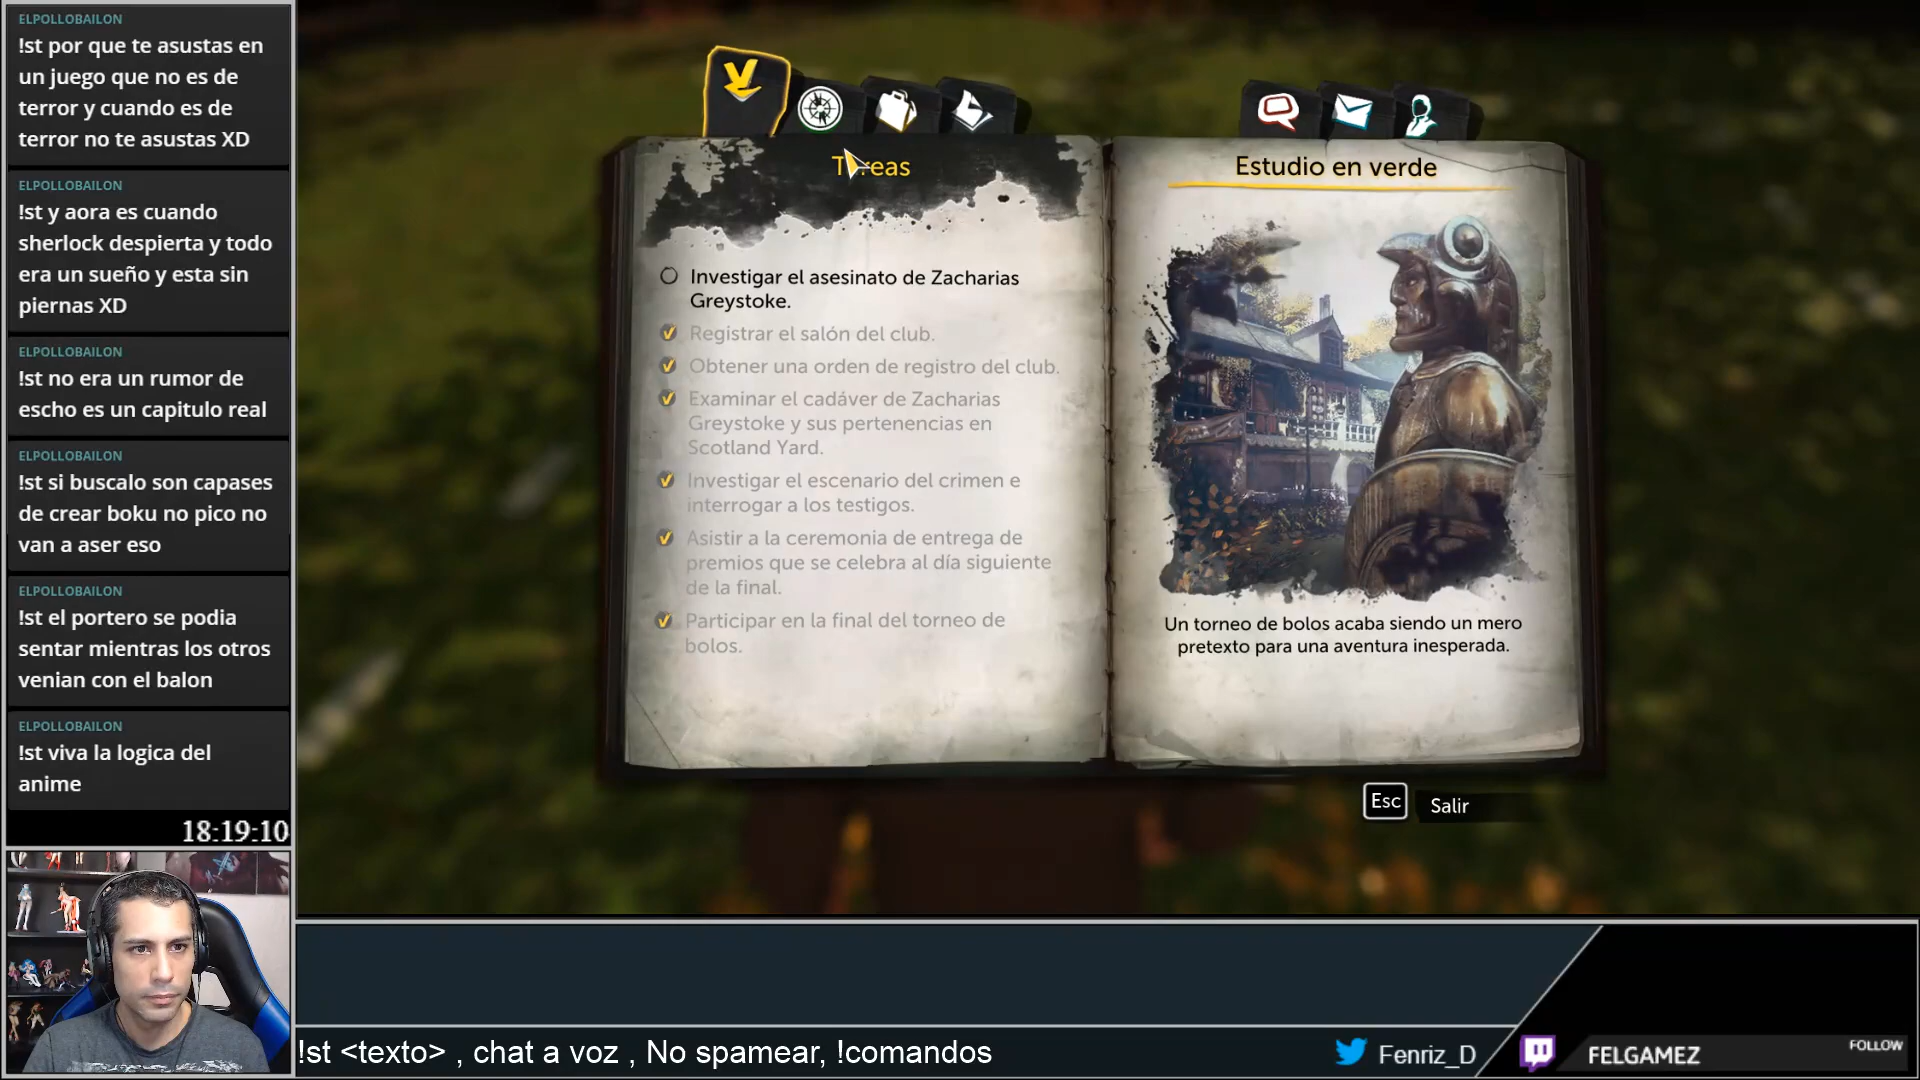 ELPOLLOBAILON
!st por que te asustas en
un juego que no es de
terror y cuando es de
terror no te asustas XD
ELPOLLOBAILON
!st y aora es cuando
sherlock despierta y todo
era un sueño y esta sin
piernas XD
ELPOLLOBAILON
!st no era un rumor de
escho es un capitulo real
ELPOLLOBAILON
!st si buscalo son capases
de crear boku no pico no
van a aser eso
ELPOLLOBAILON
!st el portero se podia
sentar mientras los otros
venian con el balon
ELPOLLOBAILON
!st viva la logica del
anime
18:19:10
Tareas
Investigar el asesinato de Zacharias
Greystoke.
Registrar el salón del club.
Obtener una orden de registro del club.
Examinar el cadáver de Zacharias
Greystoke y sus pertenencias en
Scotland Yard.
Investigar el escenario del crimen e
interrogar a los testigos.
Asistir a la ceremonia de entrega de
premios que se celebra al día siguiente
de la final.
Participar en la final del torneo de
bolos.
Estudio en verde
Un torneo de bolos acaba siendo un mero
pretexto para una aventura inesperada.
Esc Salir
!st <texto> , chat a voz , No spamear, !comandos
Fenriz_D
FELGAMEZ
FOLLOW